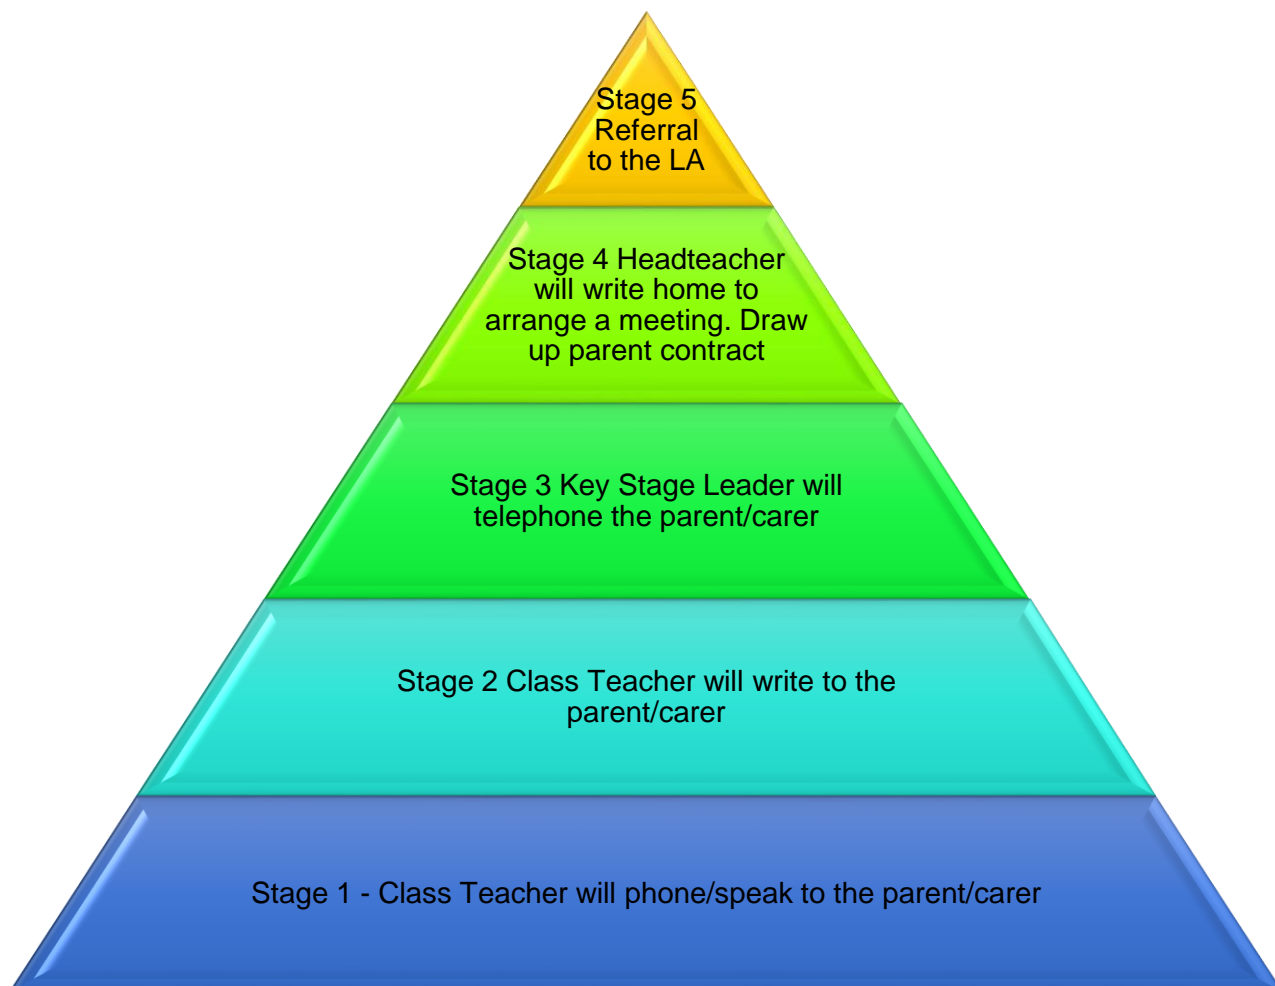 Stage 5
Referral
to the LA
Stage 4 Headteacher
will write home to
arrange a meeting. Draw
up parent contract
Stage 3 Key Stage Leader will
telephone the parent/carer
Stage 2 Class Teacher will write to the
parent/carer
Stage 1 - Class Teacher will phone/speak to the parent/carer